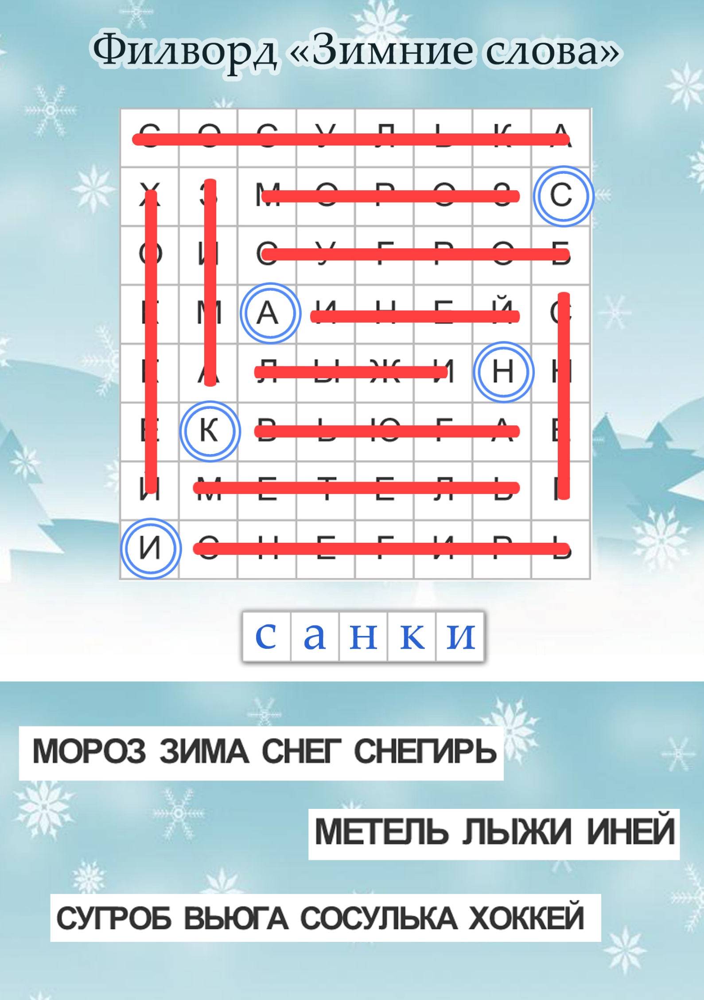 Филворд «Зимние слова»
С О С У Л Ь К А
Х З М О Р О З С
О И С У Г Р О Б
Е М А И Н Е Й С
Е А Л Ы Ж И Н Н
Е К В Ь Ю Г А Е
Й М Е Т Е Л Ь Г
И С Н Е Г И Р Ь
с а н к и
МОРОЗ ЗИМА СНЕГ СНЕГИРЬ
МЕТЕЛЬ ЛЫЖИ ИНЕЙ
СУГРОБ ВЬЮГА СОСУЛЬКА ХОККЕЙ